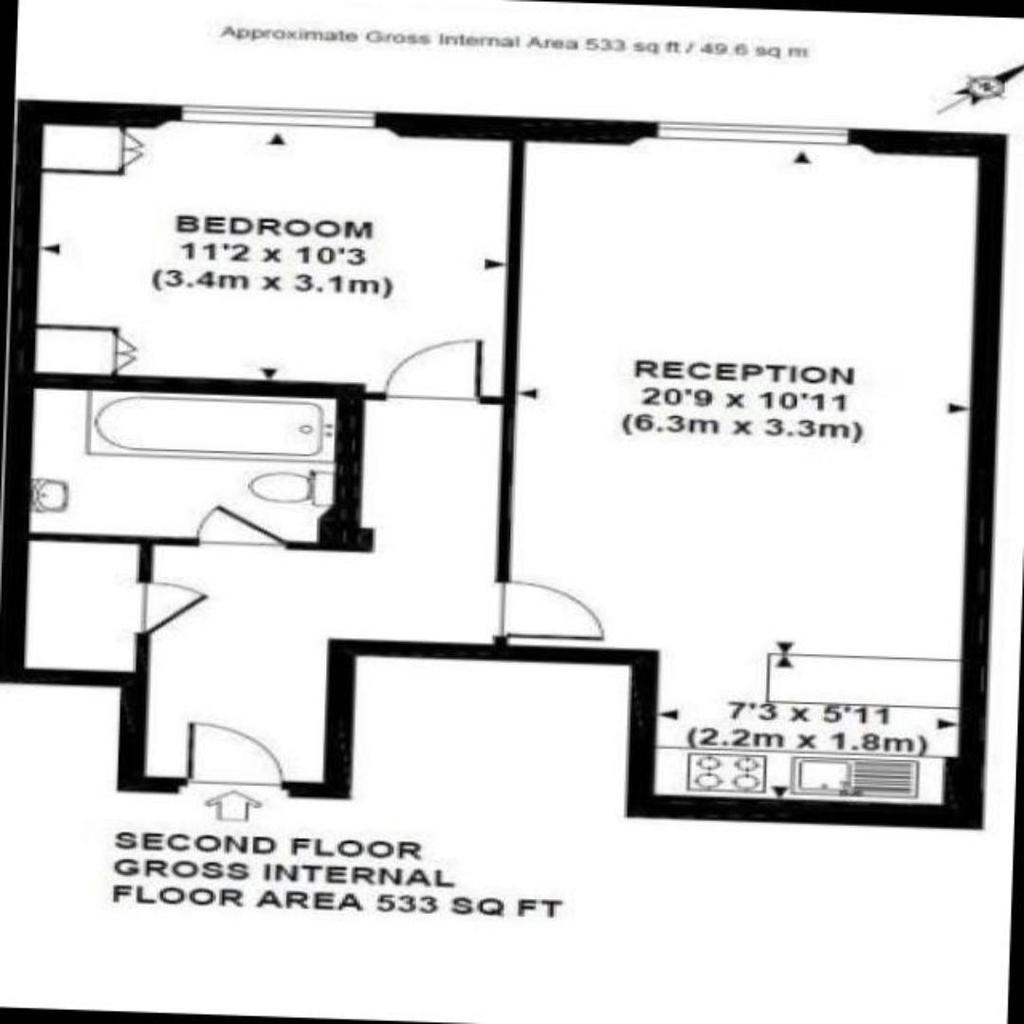 Approximate Gross Internal Area 533 sq ft / 49.6 sq m
BEDROOM
11'2 x 10'3
(3.4m x 3.1m)
RECEPTION
20'9 x 10'11
(6.3m x 3.3m)
7'3 x 5'11
(2.2m x 1.8m)
SECOND FLOOR
GROSS INTERNAL
FLOOR AREA 533 SQ FT